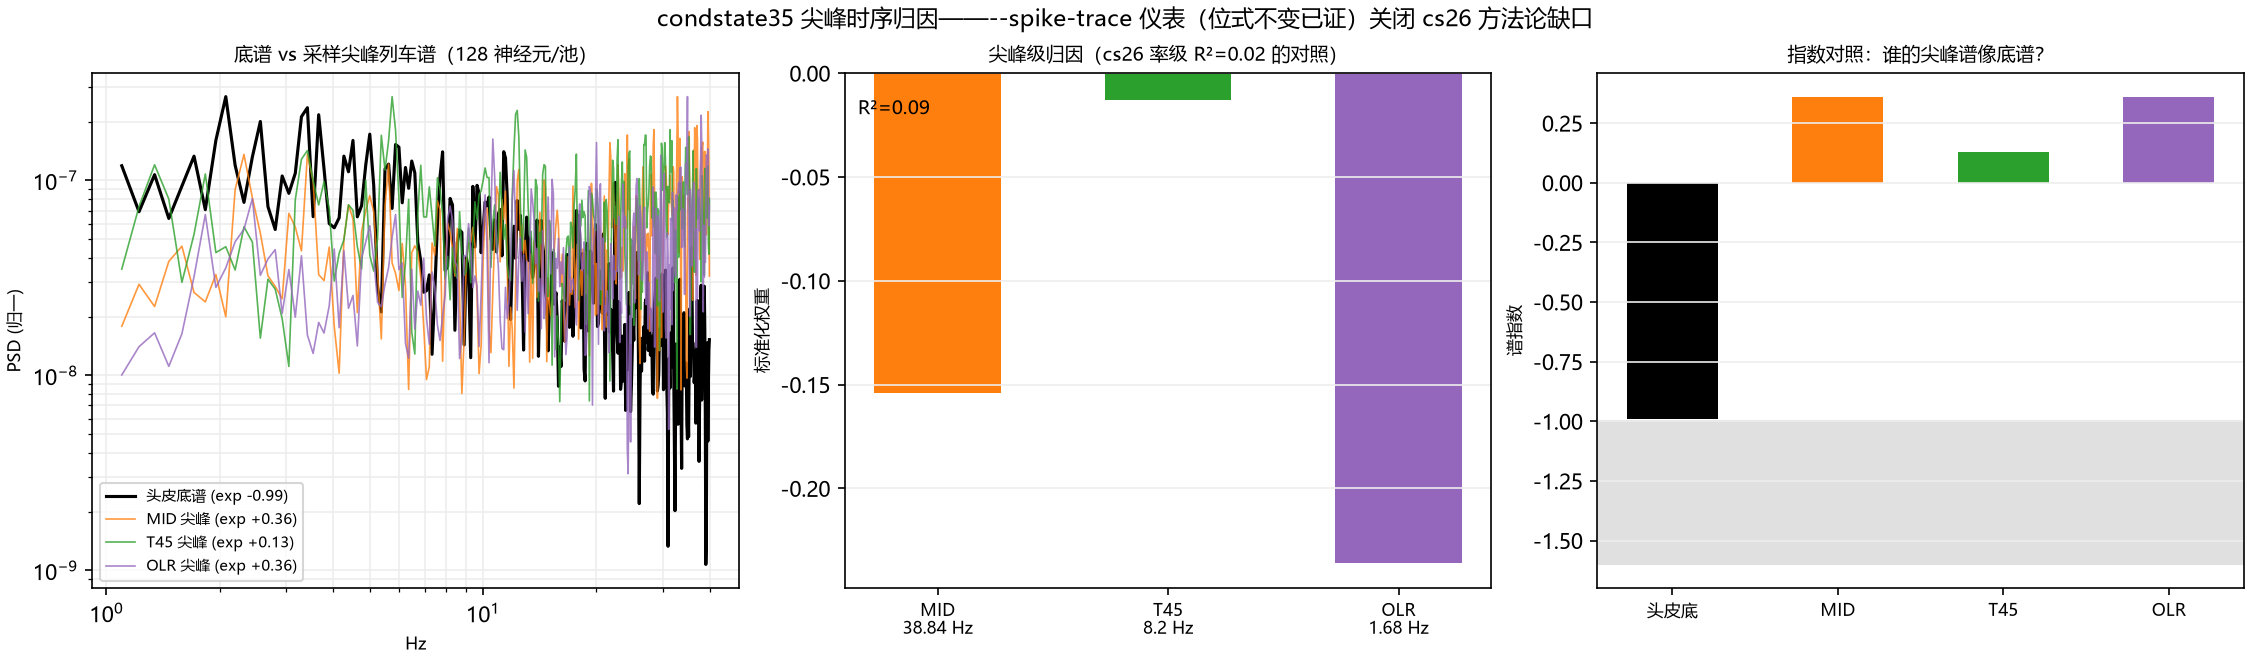 condstate35 尖峰时序归因——--spike-trace 仪表（位式不变已证）关闭 cs26 方法论缺口
底谱 vs 采样尖峰列车谱（128 神经元/池）
PSD (归一)
10⁻⁷
10⁻⁸
10⁻⁹
头皮底谱 (exp -0.99)
MID 尖峰 (exp +0.36)
T45 尖峰 (exp +0.13)
OLR 尖峰 (exp +0.36)
10⁰
10¹
Hz
尖峰级归因（cs26 率级 R²=0.02 的对照）
标准化权重
0.00
-0.05
-0.10
-0.15
-0.20
R²=0.09
MID
38.84 Hz
T45
8.2 Hz
OLR
1.68 Hz
指数对照：谁的尖峰谱像底谱？
谱指数
0.25
0.00
-0.25
-0.50
-0.75
-1.00
-1.25
-1.50
头皮底
MID
T45
OLR